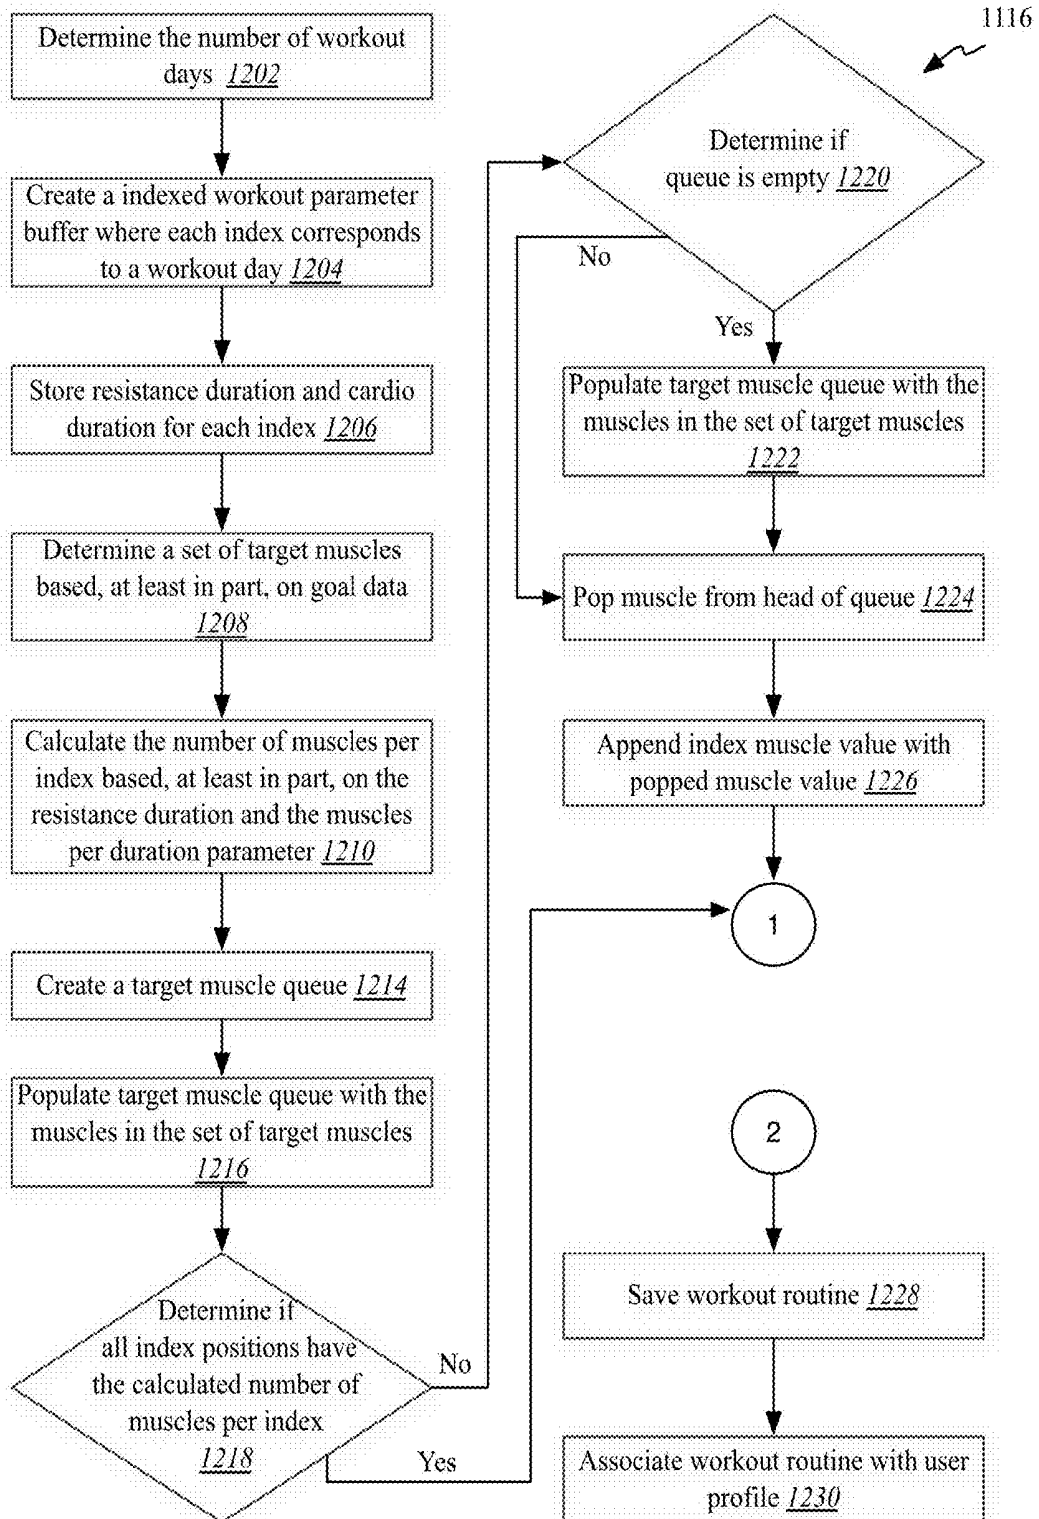 Determine the number of workout
days 1202
Create a indexed workout parameter
buffer where each index corresponds
to a workout day 1204
Store resistance duration and cardio
duration for each index 1206
Determine a set of target muscles
based, at least in part, on goal data
1208
Calculate the number of muscles per
index based, at least in part, on the
resistance duration and the muscles
per duration parameter 1210
Create a target muscle queue 1214
Populate target muscle queue with the
muscles in the set of target muscles
1216
Determine if
all index positions have
the calculated number of
muscles per index
1218
No
Yes
1116
Determine if
queue is empty 1220
No
Yes
Populate target muscle queue with the
muscles in the set of target muscles
1222
Pop muscle from head of queue 1224
Append index muscle value with
popped muscle value 1226
1
2
Save workout routine 1228
Associate workout routine with user
profile 1230